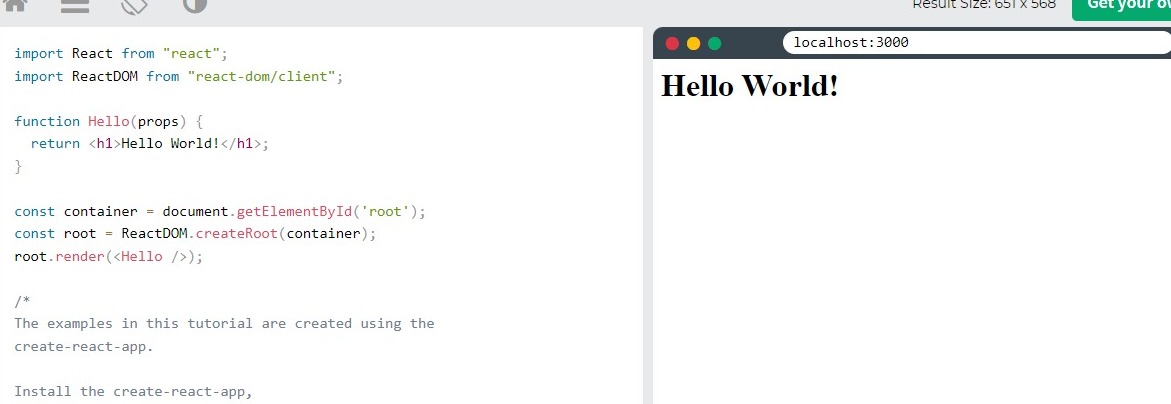 Result Size: 651 x 568
Get your
import React from "react";
import ReactDOM from "react-dom/client";
function Hello(props) {
return <h1>Hello World!</h1>;
}
const container = document.getElementById('root');
const root = ReactDOM.createRoot(container);
root.render(<Hello />);
/*
The examples in this tutorial are created using the
create-react-app.
Install the create-react-app,
localhost:3000
Hello World!